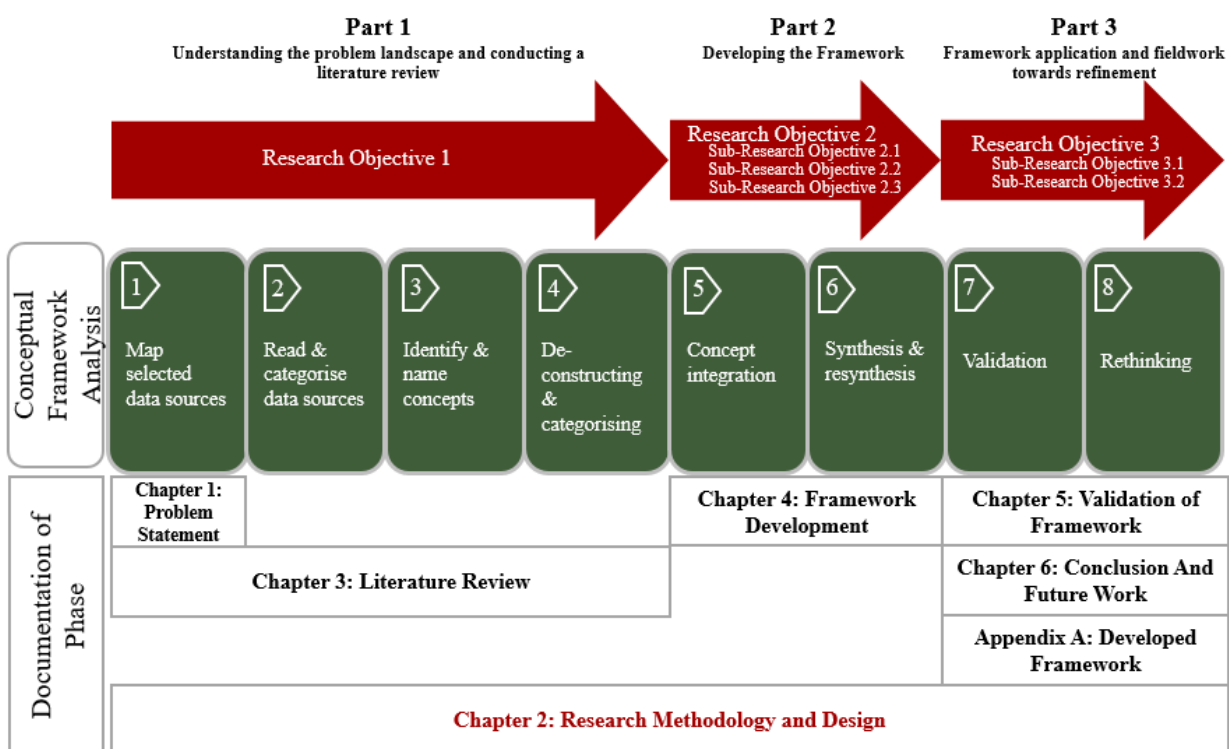 Part 1
Understanding the problem landscape and conducting a
literature review
Part 2
Developing the Framework
Part 3
Framework application and fieldwork
towards refinement
Research Objective 1
Research Objective 2
Sub-Research Objective 2.1
Sub-Research Objective 2.2
Sub-Research Objective 2.3
Research Objective 3
Sub-Research Objective 3.1
Sub-Research Objective 3.2
Conceptual
Framework
Analysis
1
Map
selected
data sources
2
Read &
categorise
data sources
3
Identify &
name
concepts
4
De-
constructing
&
categorising
5
Concept
integration
6
Synthesis &
resynthesis
7
Validation
8
Rethinking
Documentation of
Phase
Chapter 1:
Problem
Statement
Chapter 4: Framework
Development
Chapter 5: Validation of
Framework
Chapter 3: Literature Review
Chapter 6: Conclusion And
Future Work
Appendix A: Developed
Framework
Chapter 2: Research Methodology and Design